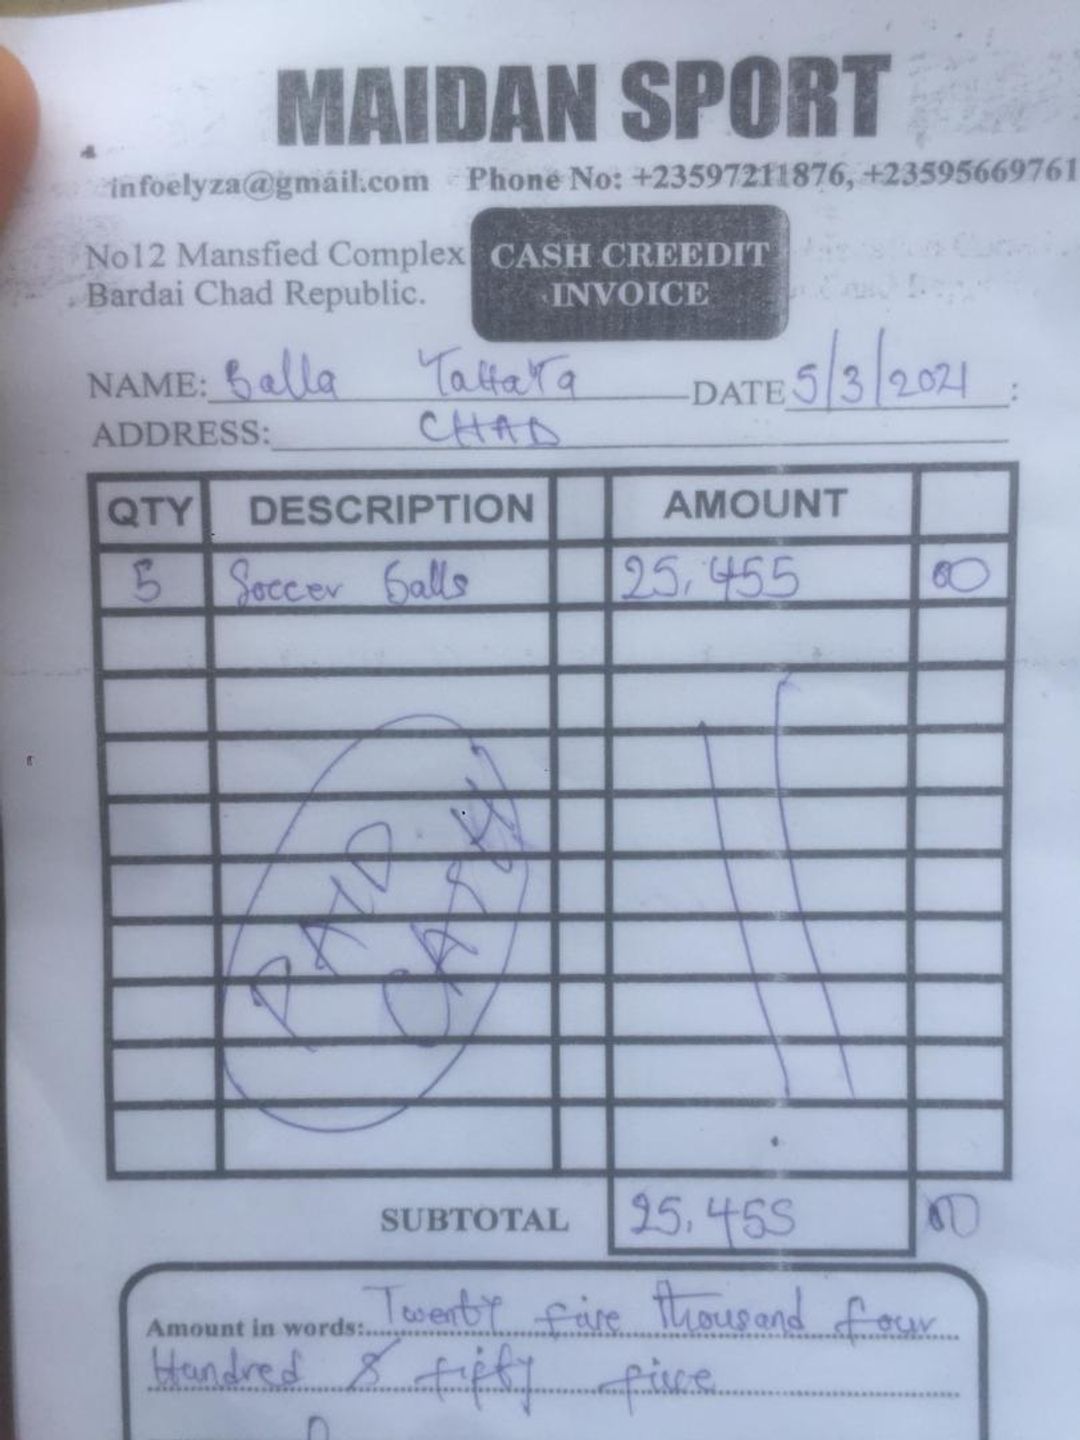 MAIDAN SPORT
infoelyza@gmail.com Phone No: +23597211876, +23595669761
No12 Mansfied Complex
Bardai Chad Republic.
CASH CREEDIT
INVOICE
NAME: Balla DATE 5/3/2021 :
ADDRESS: CHAD
QTY DESCRIPTION AMOUNT
5 Soccer balls 25,455 00
PAID
CASH
SUBTOTAL 25,455 00
Amount in words: Twenty five thousand four
Hundred & fifty five